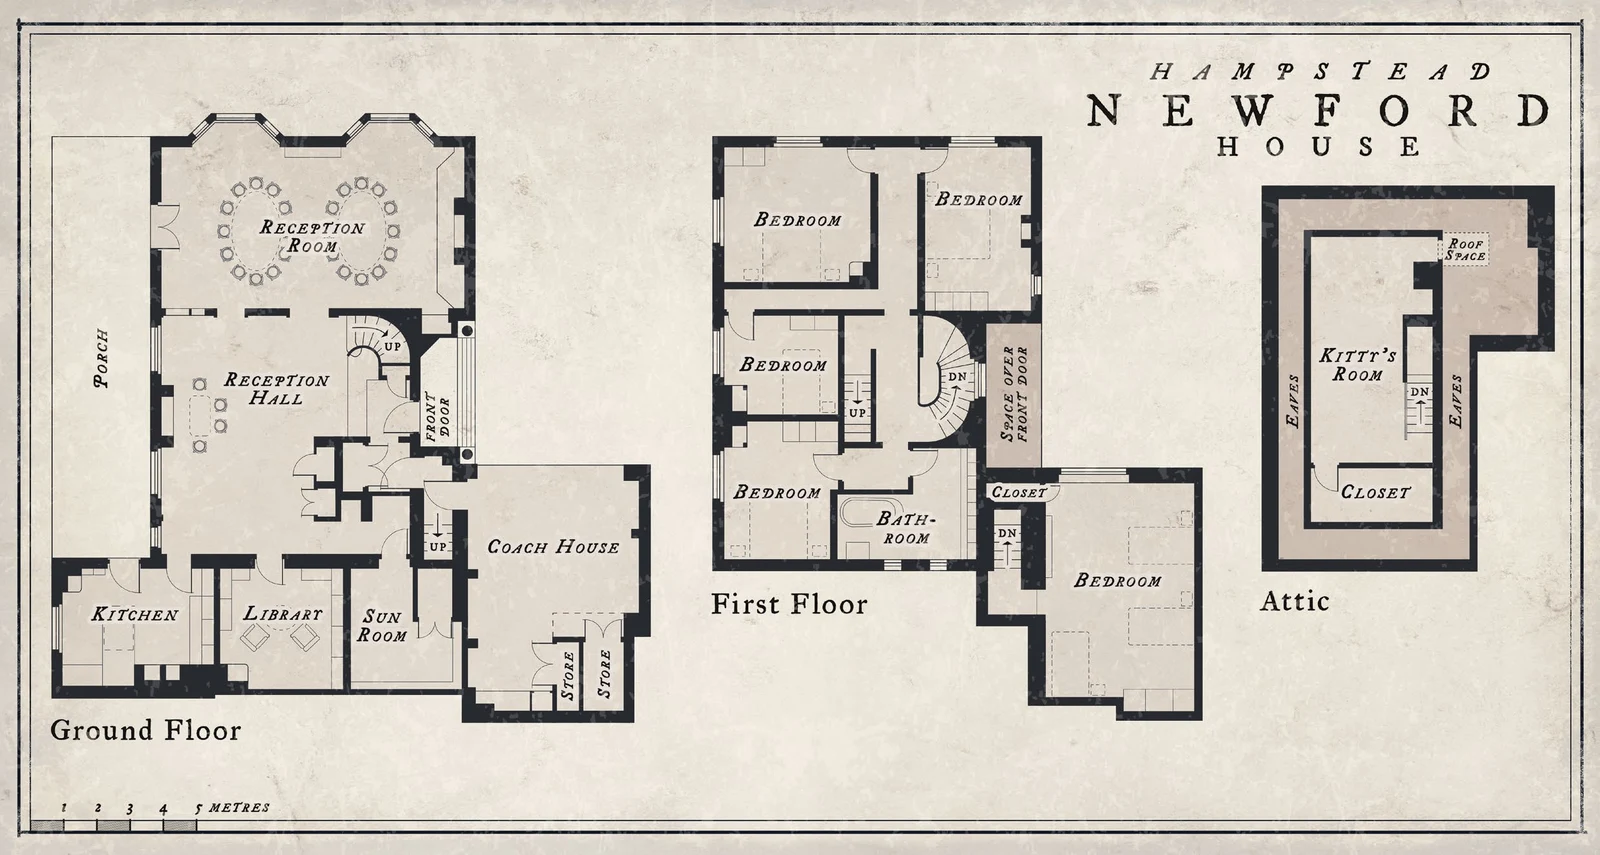 HAMPSTEAD
NEWFORD
HOUSE
RECEPTION
ROOM
PORCH
UP
RECEPTION
HALL
FRONT
DOOR
UP
COACH HOUSE
KITCHEN
LIBRARY
SUN
ROOM
STORE
STORE
Ground Floor
BEDROOM
BEDROOM
BEDROOM
UP
DN
SPACE OVER
FRONT DOOR
BEDROOM
BATH-
ROOM
CLOSET
DN
BEDROOM
First Floor
ROOF
SPACE
KITTY'S
ROOM
EAVES
DN
EAVES
CLOSET
Attic
1 2 3 4 5 METRES